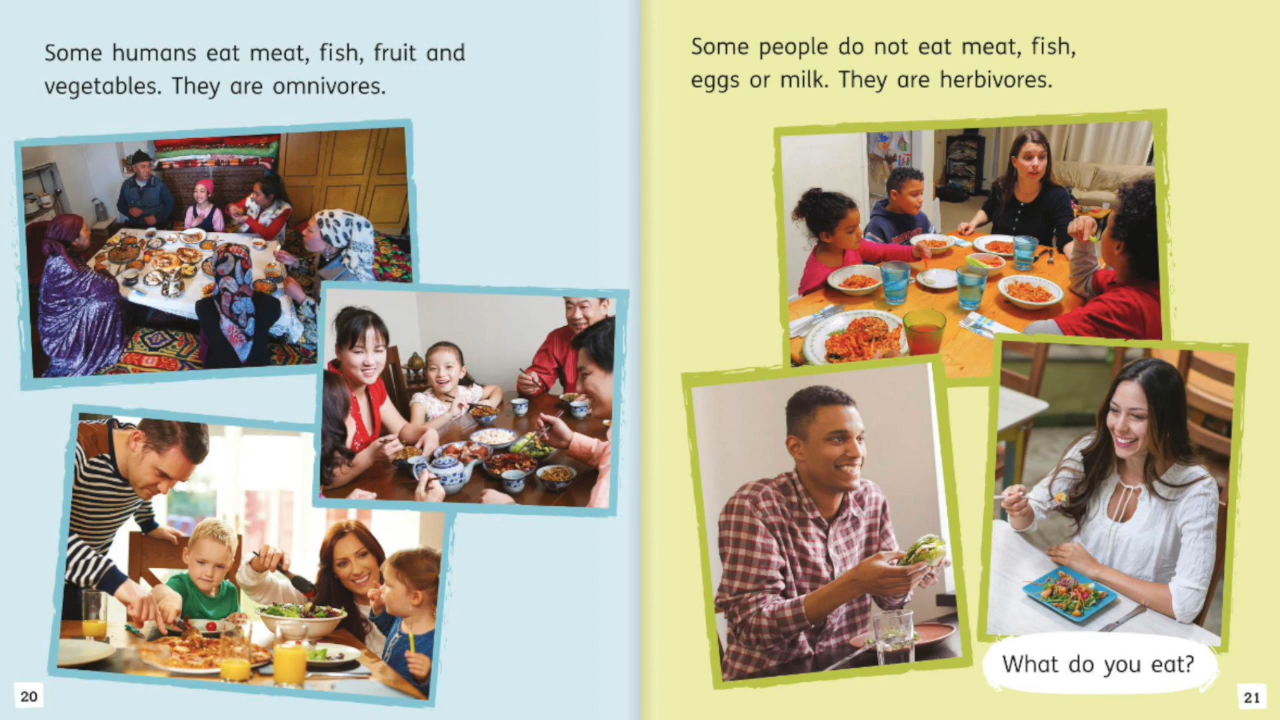 Some humans eat meat, fish, fruit and
vegetables. They are omnivores.
20
Some people do not eat meat, fish,
eggs or milk. They are herbivores.
What do you eat?
21